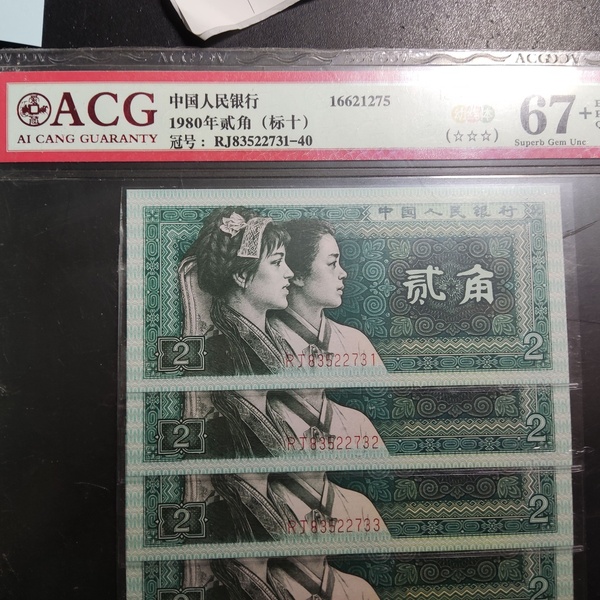 ACG
AI CANG GUARANTY
中国人民银行 16621275
1980年贰角（标十）
冠号：RJ83522731-40
67+
(☆☆☆)
Superb Gem Unc
ACG
中国人民银行
贰角
2
RJ83522731
2
2
RJ83522732
2
2
RJ83522733
2
2